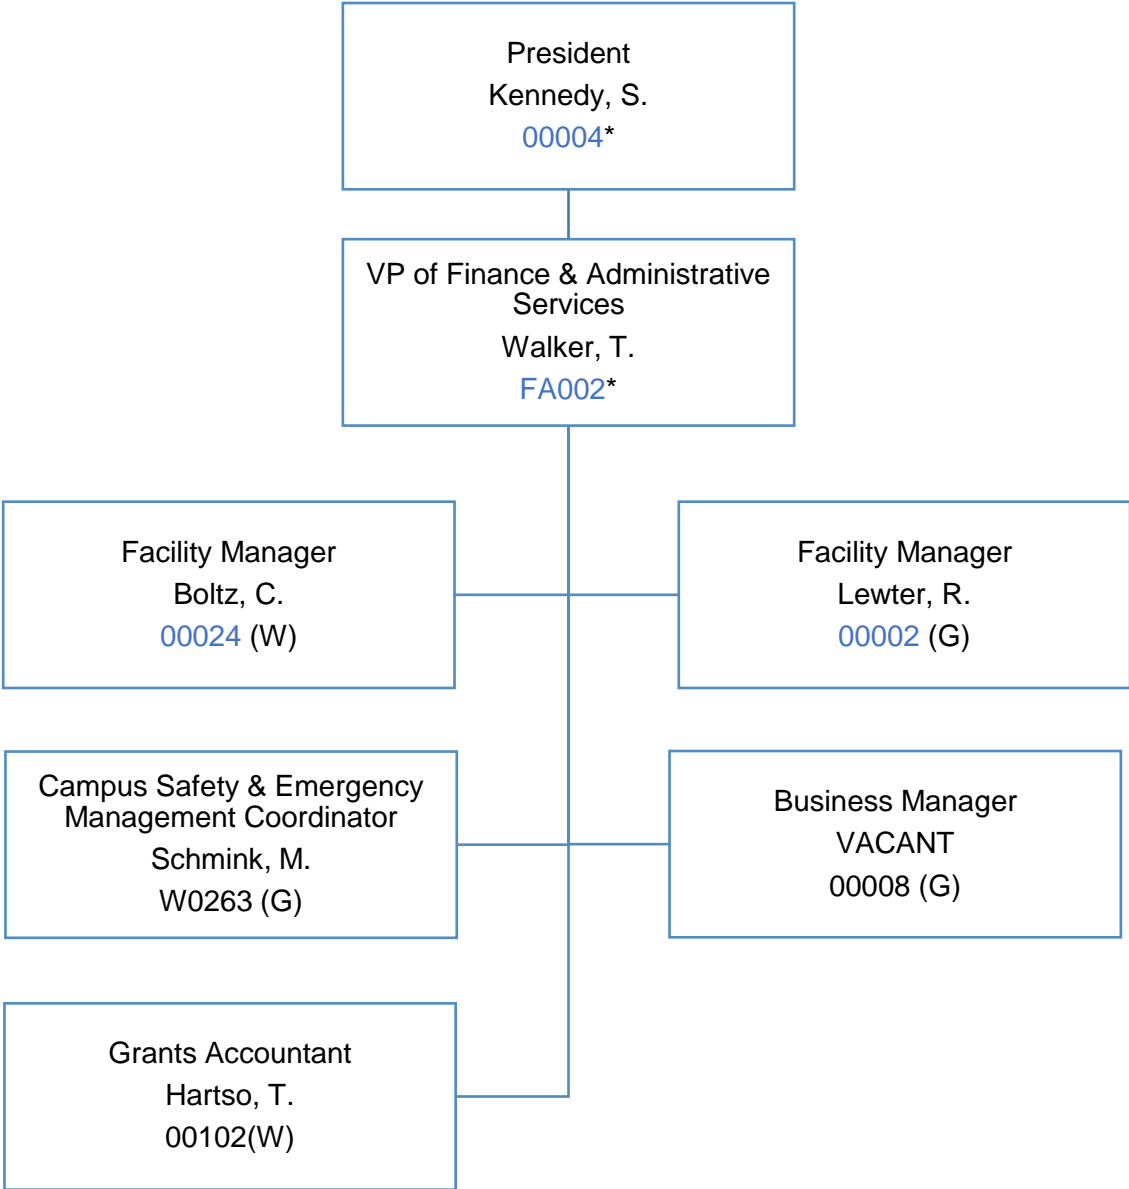 President
Kennedy, S.
00004*
VP of Finance & Administrative
Services
Walker, T.
FA002*
Facility Manager
Boltz, C.
00024 (W)
Facility Manager
Lewter, R.
00002 (G)
Campus Safety & Emergency
Management Coordinator
Schmink, M.
W0263 (G)
Business Manager
VACANT
00008 (G)
Grants Accountant
Hartso, T.
00102(W)